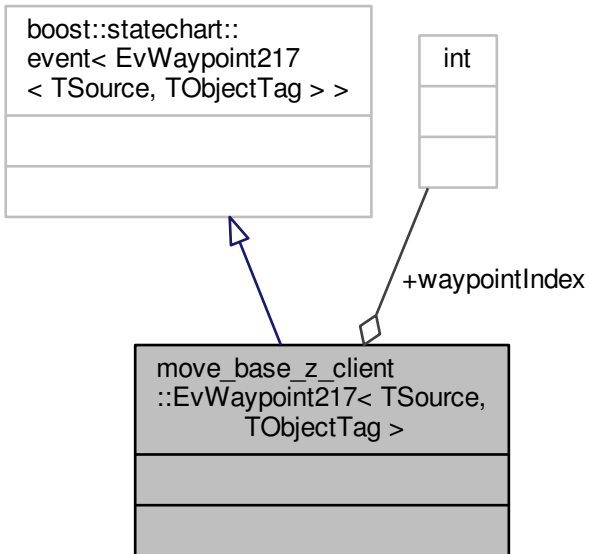 boost::statechart::
event< EvWaypoint217
< TSource, TObjectTag > >
int
+waypointIndex
move_base_z_client
::EvWaypoint217< TSource,
TObjectTag >